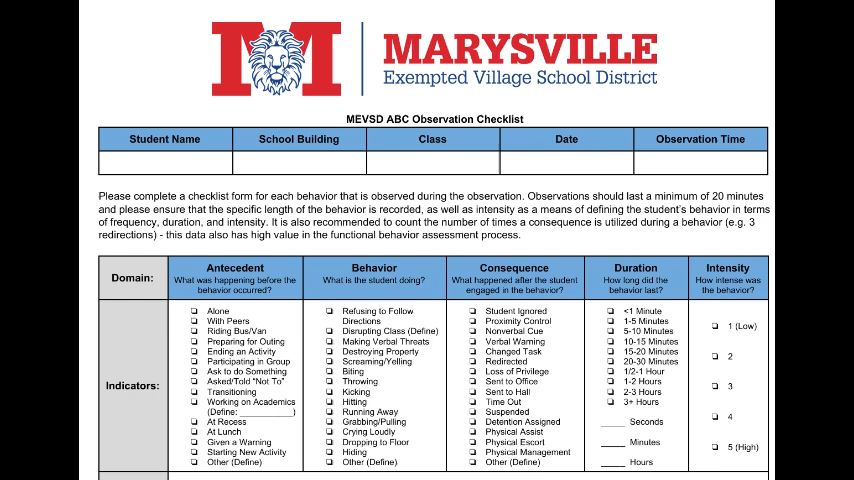 M
MARYSVILLE
Exempted Village School District
MEVSD ABC Observation Checklist
Student Name School Building Class Date Observation Time
Please complete a checklist form for each behavior that is observed during the observation. Observations should last a minimum of 20 minutes
and please ensure that the specific length of the behavior is recorded, as well as intensity as a means of defining the student's behavior in terms
of frequency, duration, and intensity. It is also recommended to count the number of times a consequence is utilized during a behavior (e.g. 3
redirections) - this data also has high value in the functional behavior assessment process.
Domain:
Antecedent
What was happening before the
behavior occurred?
Behavior
What is the student doing?
Consequence
What happened after the student
engaged in the behavior?
Duration
How long did the
behavior last?
Intensity
How intense was
the behavior?
Indicators:
❏ Alone
❏ With Peers
❏ Riding Bus/Van
❏ Preparing for Outing
❏ Ending an Activity
❏ Participating in Group
❏ Ask to do Something
❏ Asked/Told "Not To"
❏ Transitioning
❏ Working on Academics
(Define: ____________)
❏ At Recess
❏ At Lunch
❏ Given a Warning
❏ Starting New Activity
❏ Other (Define)
❏ Refusing to Follow
Directions
❏ Disrupting Class (Define)
❏ Making Verbal Threats
❏ Destroying Property
❏ Screaming/Yelling
❏ Biting
❏ Throwing
❏ Kicking
❏ Hitting
❏ Running Away
❏ Grabbing/Pulling
❏ Crying Loudly
❏ Dropping to Floor
❏ Hiding
❏ Other (Define)
❏ Student Ignored
❏ Proximity Control
❏ Nonverbal Cue
❏ Verbal Warning
❏ Changed Task
❏ Redirected
❏ Loss of Privilege
❏ Sent to Office
❏ Sent to Hall
❏ Time Out
❏ Suspended
❏ Detention Assigned
❏ Physical Assist
❏ Physical Escort
❏ Physical Management
❏ Other (Define)
❏ <1 Minute
❏ 1-5 Minutes
❏ 5-10 Minutes
❏ 10-15 Minutes
❏ 15-20 Minutes
❏ 20-30 Minutes
❏ 1/2-1 Hour
❏ 1-2 Hours
❏ 2-3 Hours
❏ 3+ Hours
_____ Seconds
_____ Minutes
_____ Hours
❏ 1 (Low)
❏ 2
❏ 3
❏ 4
❏ 5 (High)